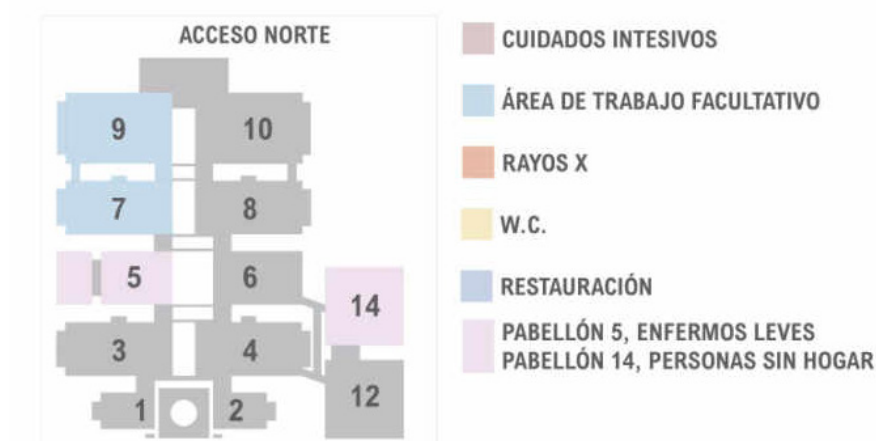 ACCESO NORTE
9
10
7
8
5
6
14
3
4
12
1
2
CUIDADOS INTESIVOS
ÁREA DE TRABAJO FACULTATIVO
RAYOS X
W.C.
RESTAURACIÓN
PABELLÓN 5, ENFERMOS LEVES
PABELLÓN 14, PERSONAS SIN HOGAR